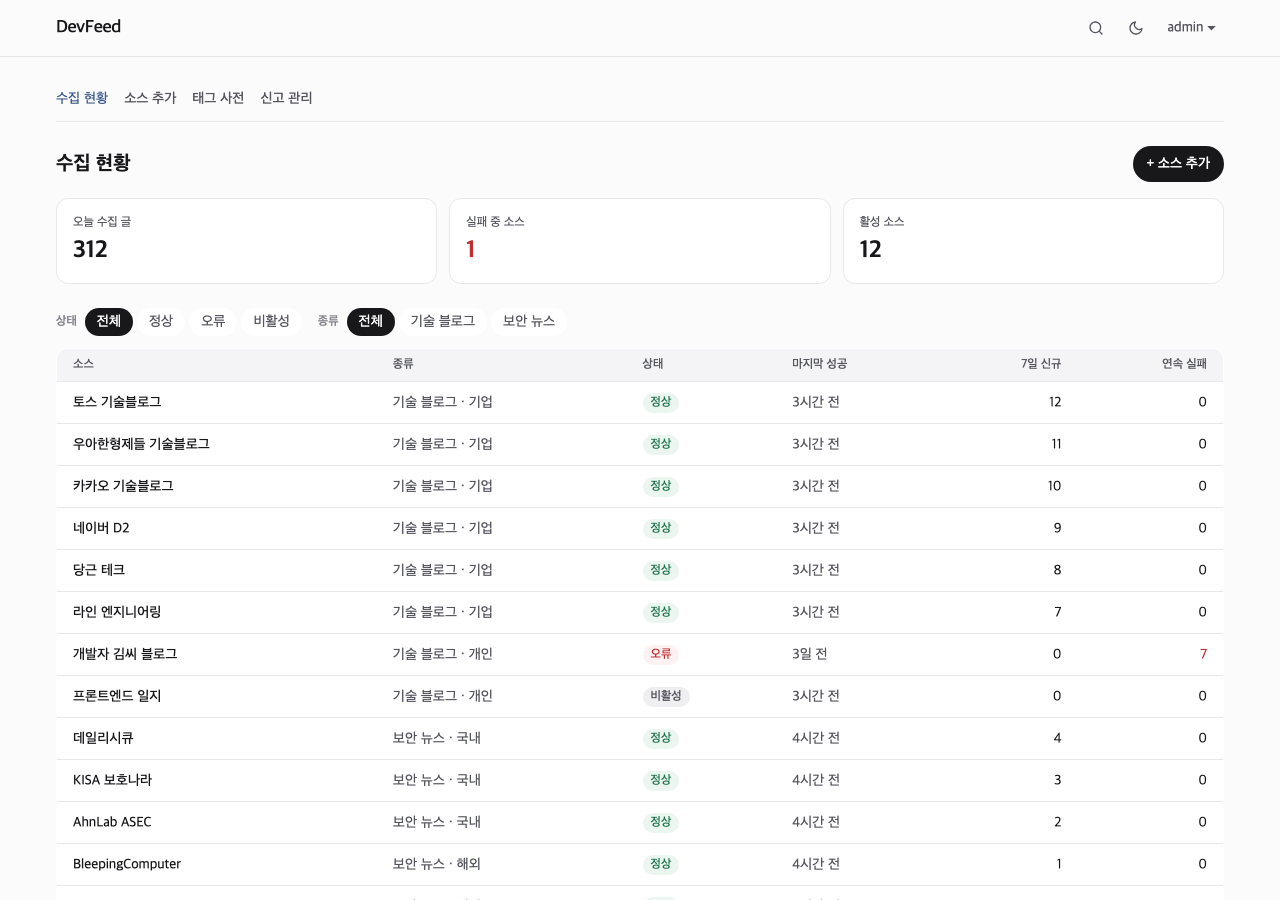 DevFeed
admin
수집 현황 소스 추가 태그 사전 신고 관리
수집 현황
+ 소스 추가
오늘 수집 글 실패 중 소스 활성 소스
312 1 12
상태 전체 정상 오류 비활성 종류 전체 기술 블로그 보안 뉴스
소스 종류 상태 마지막 성공 7일 신규 연속 실패
토스 기술블로그 기술 블로그 · 기업 정상 3시간 전 12 0
우아한형제들 기술블로그 기술 블로그 · 기업 정상 3시간 전 11 0
카카오 기술블로그 기술 블로그 · 기업 정상 3시간 전 10 0
네이버 D2 기술 블로그 · 기업 정상 3시간 전 9 0
당근 테크 기술 블로그 · 기업 정상 3시간 전 8 0
라인 엔지니어링 기술 블로그 · 기업 정상 3시간 전 7 0
개발자 김씨 블로그 기술 블로그 · 개인 오류 3일 전 0 7
프론트엔드 일지 기술 블로그 · 개인 비활성 3시간 전 0 0
데일리시큐 보안 뉴스 · 국내 정상 4시간 전 4 0
KISA 보호나라 보안 뉴스 · 국내 정상 4시간 전 3 0
AhnLab ASEC 보안 뉴스 · 국내 정상 4시간 전 2 0
BleepingComputer 보안 뉴스 · 해외 정상 4시간 전 1 0